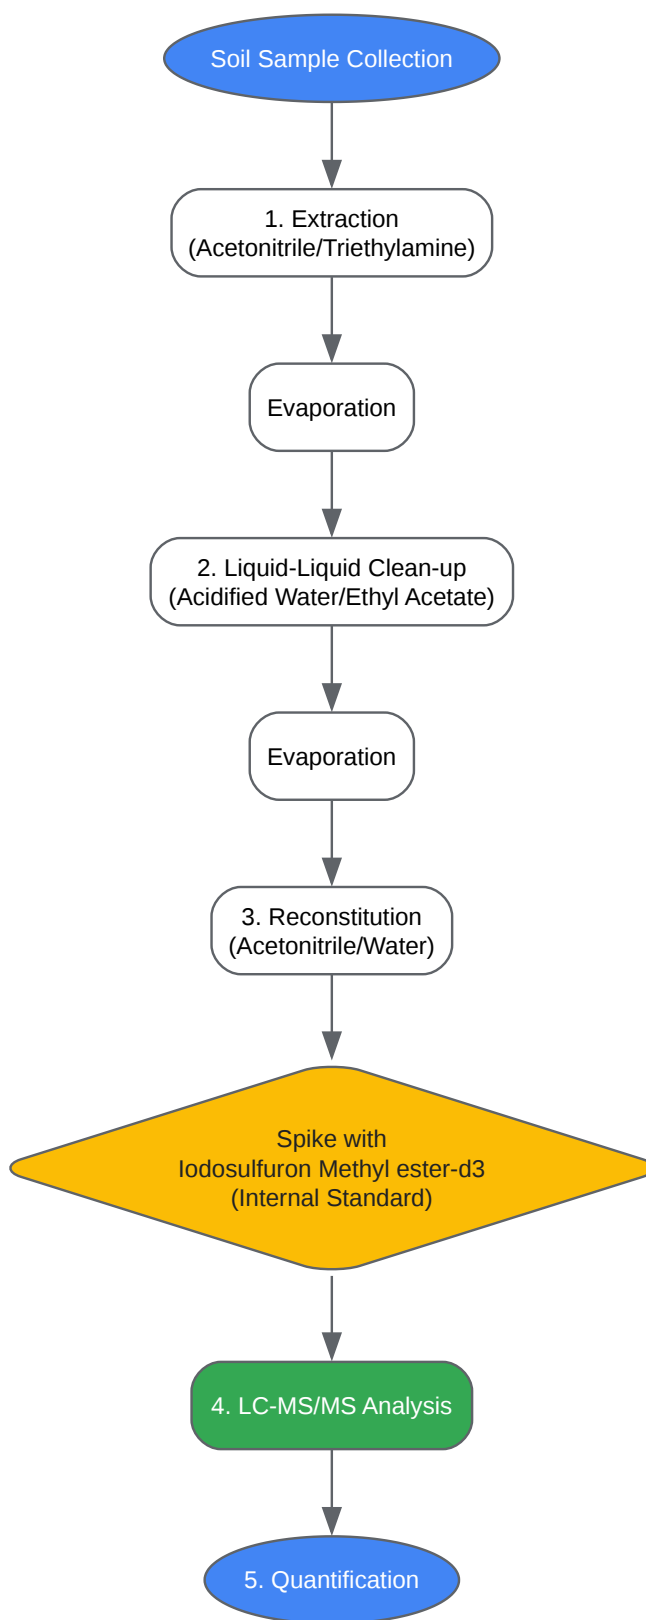 Soil Sample Collection
1. Extraction
(Acetonitrile/Triethylamine)
Evaporation
2. Liquid-Liquid Clean-up
(Acidified Water/Ethyl Acetate)
Evaporation
3. Reconstitution
(Acetonitrile/Water)
Spike with
Iodosulfuron Methyl ester-d3
(Internal Standard)
4. LC-MS/MS Analysis
5. Quantification